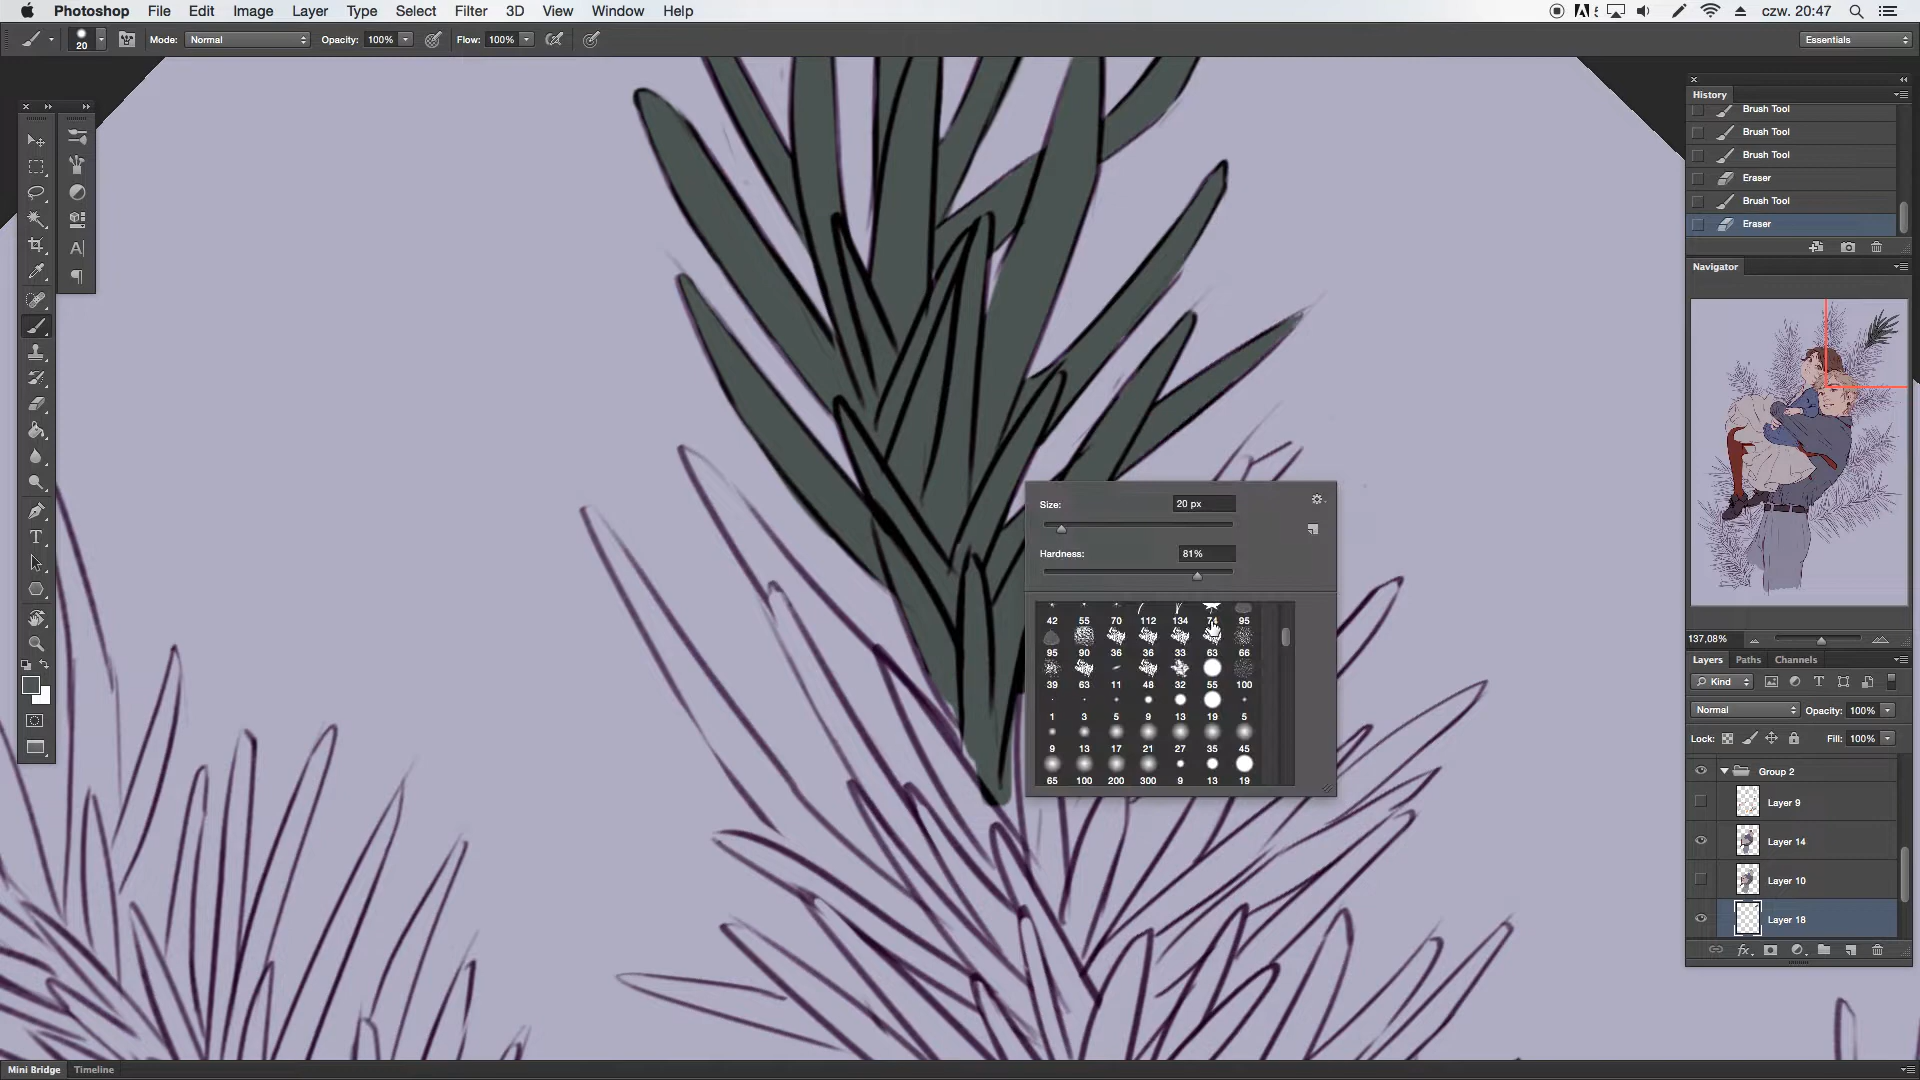 Photoshop File Edit Image Layer Type Select Filter 3D View Window Help czw. 20:47
20 Mode: Normal Opacity: 100% Flow: 100% Essentials
History
Brush Tool
Brush Tool
Brush Tool
Eraser
Brush Tool
Eraser
Navigator
137,08%
Layers Paths Channels
Kind
Normal Opacity: 100%
Lock: Fill: 100%
Group 2
Layer 9
Layer 14
Layer 10
Layer 18
Size: 20 px
Hardness: 81%
42 55 70 112 134 74 95
95 90 36 36 33 63 66
39 63 11 48 32 55 100
1 3 5 9 13 19 5
9 13 17 21 27 35 45
65 100 200 300 9 13 19
Mini Bridge Timeline